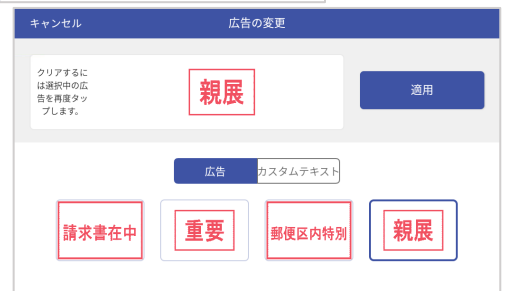 キャンセル
広告の変更
クリアするに
は選択中の広
告を再度タッ
プします。
親展
適用
広告
カスタムテキスト
請求書在中
重要
郵便区内特別
親展